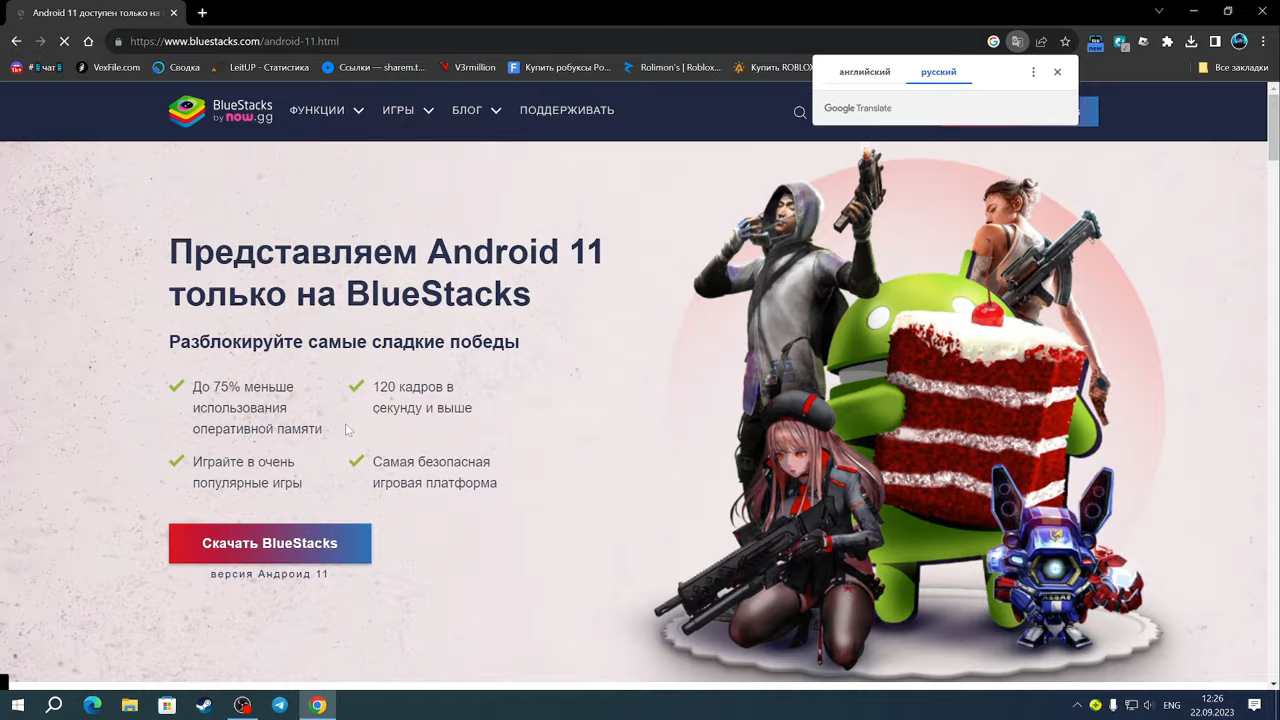 Android 11 доступен только н
https://www.bluestacks.com/android-11.html
new
# чат
VexFile.com
Сводка
nitUP - Статистика
Ссылки
smmart.n...
V3rmillion
Купить робуксы Ро...
Rolimon's | Roblox...
Купить ROBLOX
Все закладки
английский
русский
Google Translate
BlueStacks
by now.gg
ФУНКЦИИ
ИГРЫ
БЛОГ
ПОДДЕРЖИВАТЬ
Представляем Android 11
только на BlueStacks
Разблокируйте самые сладкие победы
До 75% меньше
использования
оперативной памяти
120 кадров в
секунду и выше
Играйте в очень
популярные игры
Самая безопасная
игровая платформа
Скачать BlueStacks
версия Андроид 11
ENG
12:26
22.09.2023